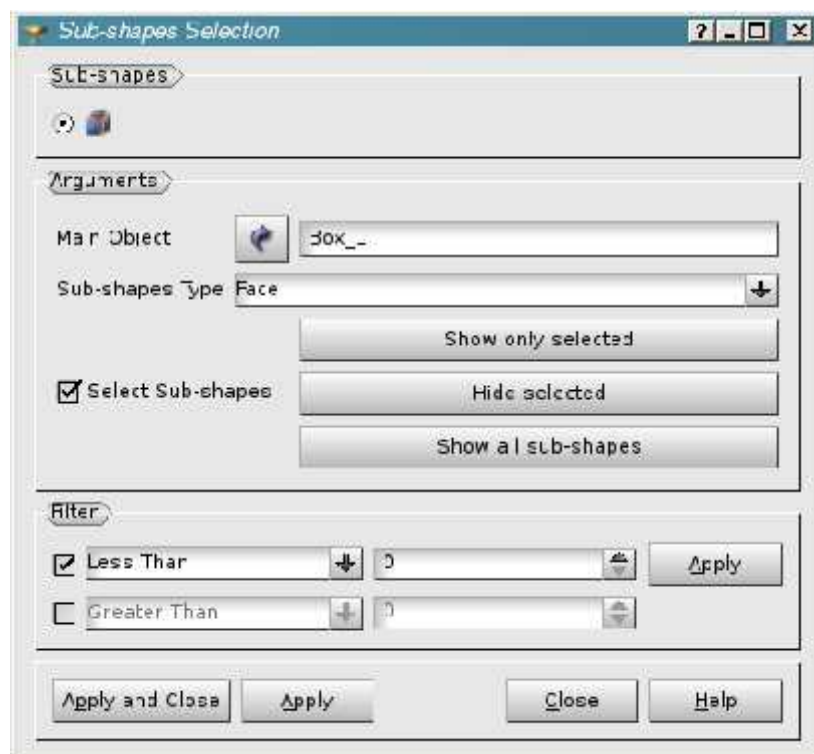 Sub-shapes Selection
Sub-shapes
Arguments
Main Object
Box_1
Sub-shapes Type Face
Show only selected
Select Sub-shapes
Hide selected
Show all sub-shapes
Filter
Less Than 0 Apply
Greater Than 0
Apply and Close Apply Close Help